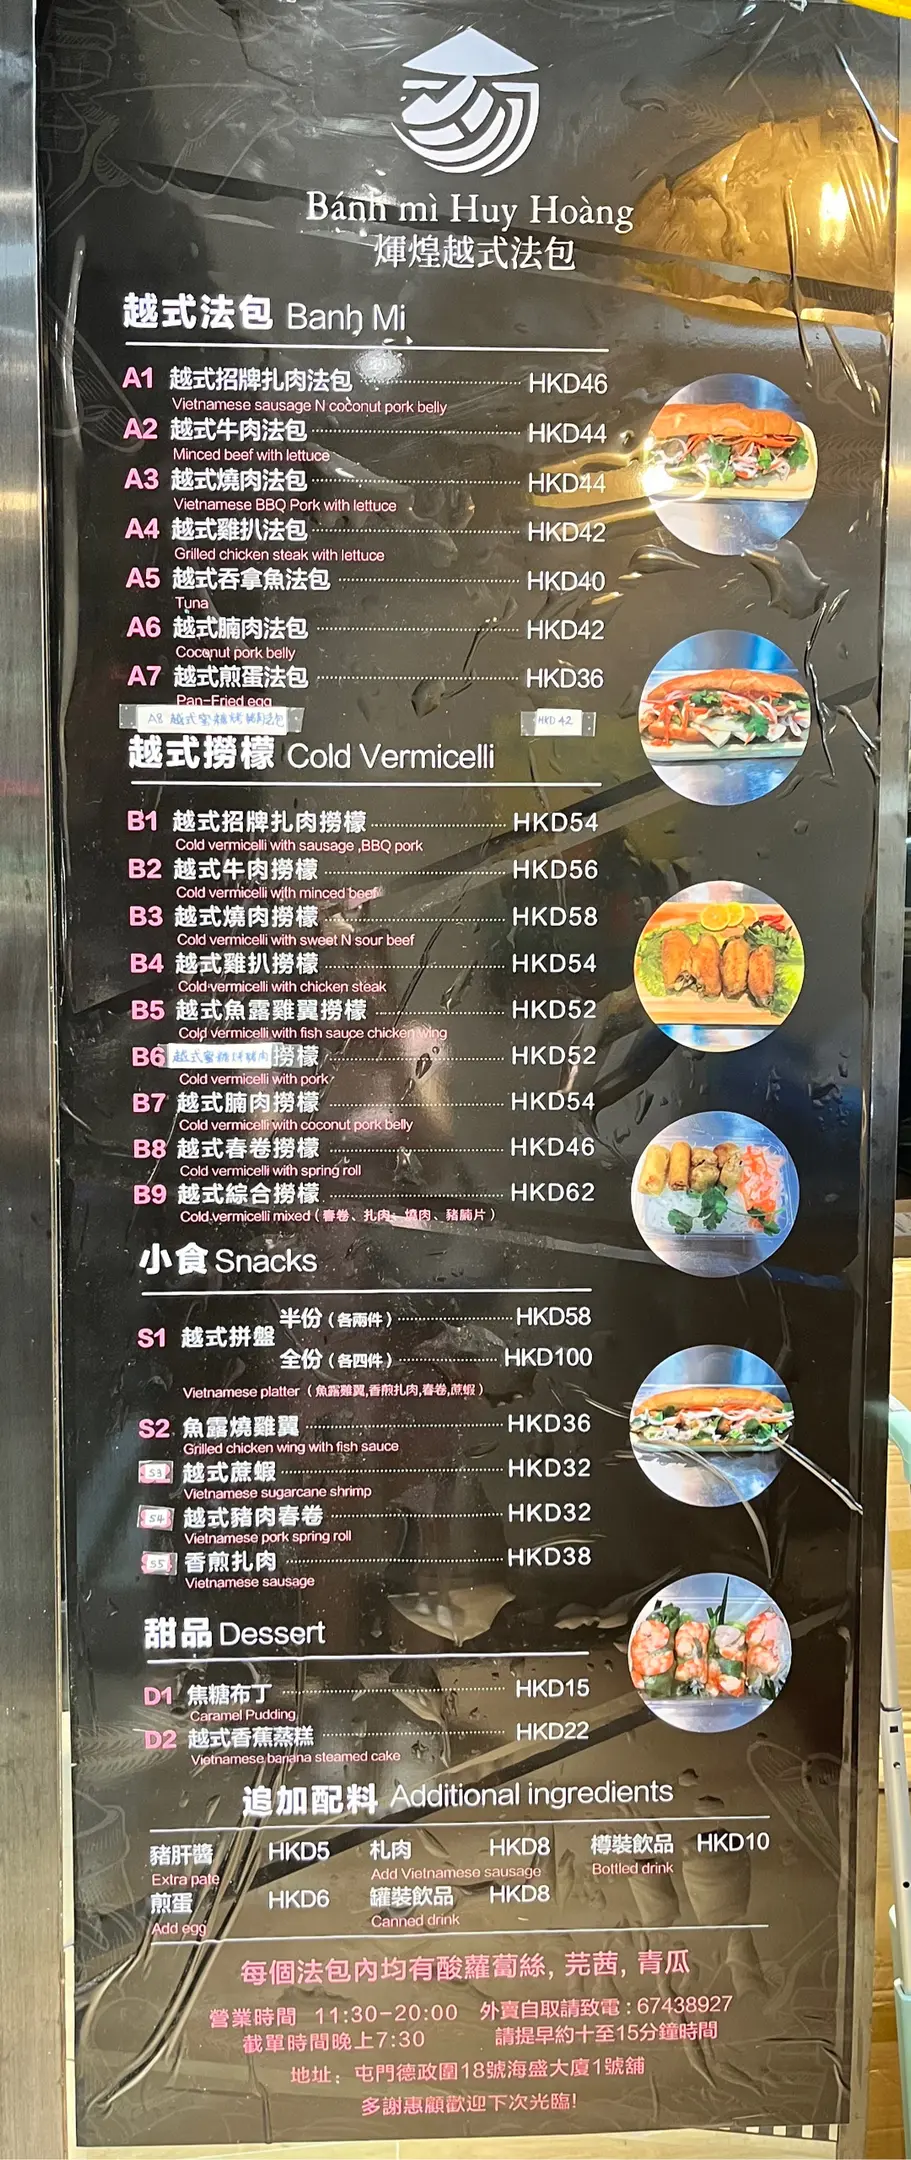 Bánh mì Huy Hoàng
煇煌越式法包
越式法包 Banh Mi
A1 越式招牌扎肉法包 HKD46
Vietnamese sausage N coconut pork belly
A2 越式牛肉法包 HKD44
Minced beef with lettuce
A3 越式燒肉法包 HKD44
Vietnamese BBQ Pork with lettuce
A4 越式雞扒法包 HKD42
Grilled chicken steak with lettuce
A5 越式吞拿魚法包 HKD40
Tuna
A6 越式腩肉法包 HKD42
Coconut pork belly
A7 越式煎蛋法包 HKD36
Pan-Fried egg
A8 越式蜜糖烤豬頸法包 HKD 42
越式撈檬 Cold Vermicelli
B1 越式招牌扎肉撈檬 HKD54
Cold vermicelli with sausage ,BBQ pork
B2 越式牛肉撈檬 HKD56
Cold vermicelli with minced beef
B3 越式燒肉撈檬 HKD58
Cold vermicelli with sweet N sour beef
B4 越式雞扒撈檬 HKD54
Cold vermicelli with chicken steak
B5 越式魚露雞翼撈檬 HKD52
Cold vermicelli with fish sauce chicken wing
B6 越式蜜糖烤豬肉撈檬 HKD52
Cold vermicelli with pork
B7 越式腩肉撈檬 HKD54
Cold vermicelli with coconut pork belly
B8 越式春卷撈檬 HKD46
Cold vermicelli with spring roll
B9 越式綜合撈檬 HKD62
Cold vermicelli mixed（春卷、扎肉、燒肉、豬腩片）
小食 Snacks
S1 越式拼盤 半份（各兩件） HKD58
全份（各四件） HKD100
Vietnamese platter（魚露雞翼,香煎扎肉,春卷,蔗蝦）
S2 魚露燒雞翼 HKD36
Grilled chicken wing with fish sauce
S3 越式蔗蝦 HKD32
Vietnamese sugarcane shrimp
S4 越式豬肉春卷 HKD32
Vietnamese pork spring roll
S5 香煎扎肉 HKD38
Vietnamese sausage
甜品 Dessert
D1 焦糖布丁 HKD15
Caramel Pudding
D2 越式香蕉蒸糕 HKD22
Vietnamese banana steamed cake
追加配料 Additional ingredients
豬肝醬 HKD5 札肉 HKD8 樽裝飲品 HKD10
Extra pate Add Vietnamese sausage Bottled drink
煎蛋 HKD6 罐裝飲品 HKD8
Add egg Canned drink
每個法包內均有酸蘿蔔絲, 芫茜, 青瓜
營業時間 11:30-20:00 外賣自取請致電：67438927
截單時間晚上7:30 請提早約十至15分鐘時間
地址：屯門德政圍18號海盛大廈1號舖
多謝惠顧歡迎下次光臨!